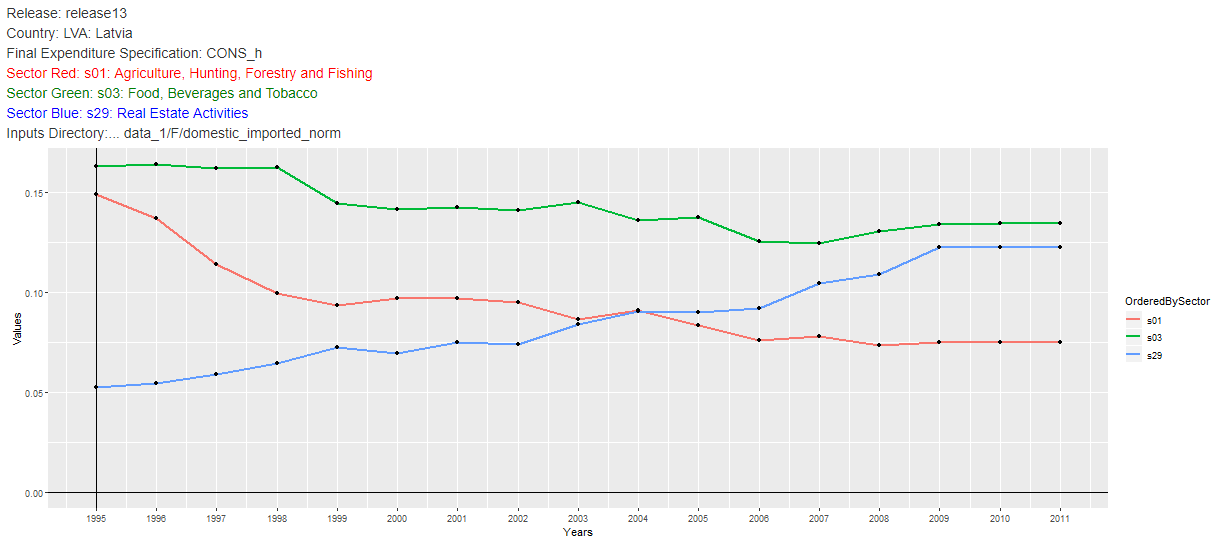 Release: release13
Country: LVA: Latvia
Final Expenditure Specification: CONS_h
Sector Red: s01: Agriculture, Hunting, Forestry and Fishing
Sector Green: s03: Food, Beverages and Tobacco
Sector Blue: s29: Real Estate Activities
Inputs Directory:... data_1/F/domestic_imported_norm
Values
0.15
0.10
0.05
0.00
1995 1996 1997 1998 1999 2000 2001 2002 2003 2004 2005 2006 2007 2008 2009 2010 2011
Years
OrderedBySector
s01
s03
s29